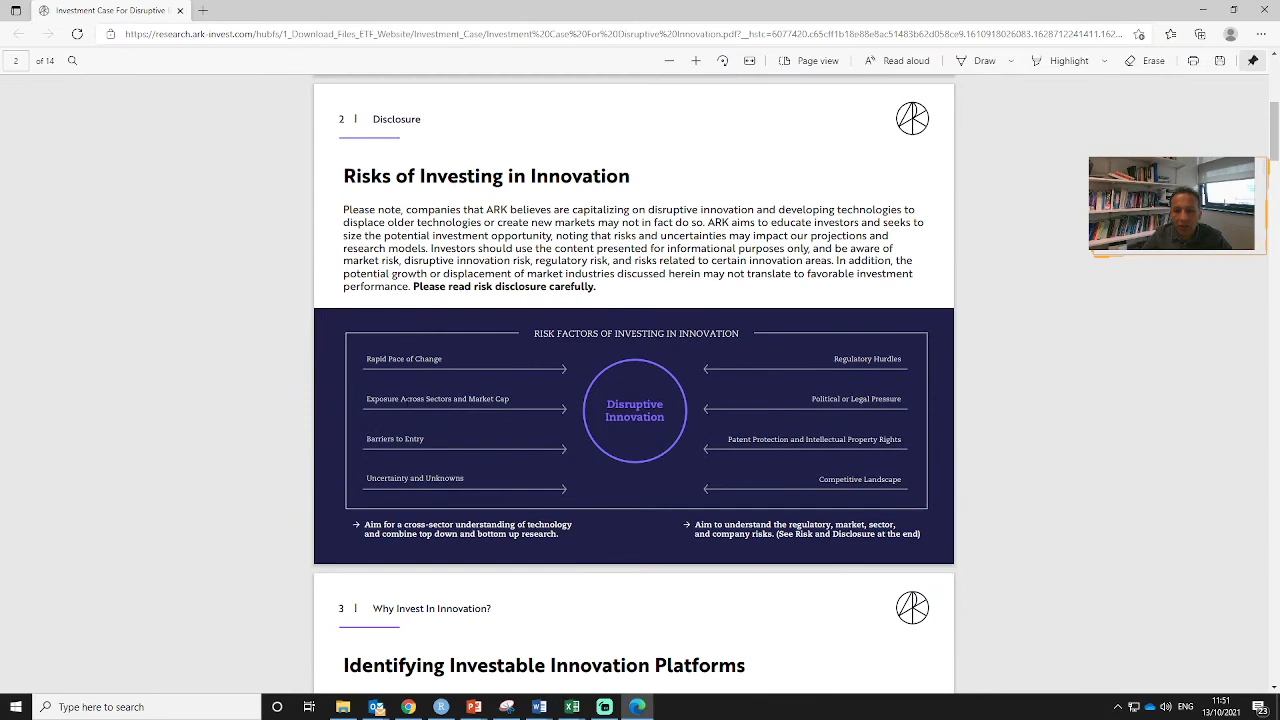 Investment Case For Disruptive I
https://research.ark-invest.com/hubfs/1_Download_Files_ETF_Website/Investment_Case/Investment%20Case%20For%20Disruptive%20Innovation.pdf?__hstc=6077420.c65cff1b18e88e8ac51483b62d058ce9.1610918026083.1628712241411.162...
2 of 14
Page view
Read aloud
Draw
Highlight
Erase
2 | Disclosure
Risks of Investing in Innovation
Please note, companies that ARK believes are capitalizing on disruptive innovation and developing technologies to
displace older technologies or create new markets may not in fact do so. ARK aims to educate investors and seeks to
size the potential investment opportunity, noting that risks and uncertainties may impact our projections and
research models. Investors should use the content presented for informational purposes only, and be aware of
market risk, disruptive innovation risk, regulatory risk, and risks related to certain innovation areas. In addition, the
potential growth or displacement of market industries discussed herein may not translate to favorable investment
performance. Please read risk disclosure carefully.
RISK FACTORS OF INVESTING IN INNOVATION
Rapid Pace of Change
Exposure Across Sectors and Market Cap
Barriers to Entry
Uncertainty and Unknowns
Disruptive
Innovation
Regulatory Hurdles
Political or Legal Pressure
Patent Protection and Intellectual Property Rights
Competitive Landscape
→ Aim for a cross-sector understanding of technology
and combine top down and bottom up research.
→ Aim to understand the regulatory, market, sector,
and company risks. (See Risk and Disclosure at the end)
3 | Why Invest In Innovation?
Identifying Investable Innovation Platforms
Type here to search
ENG
11:51
13/10/2021